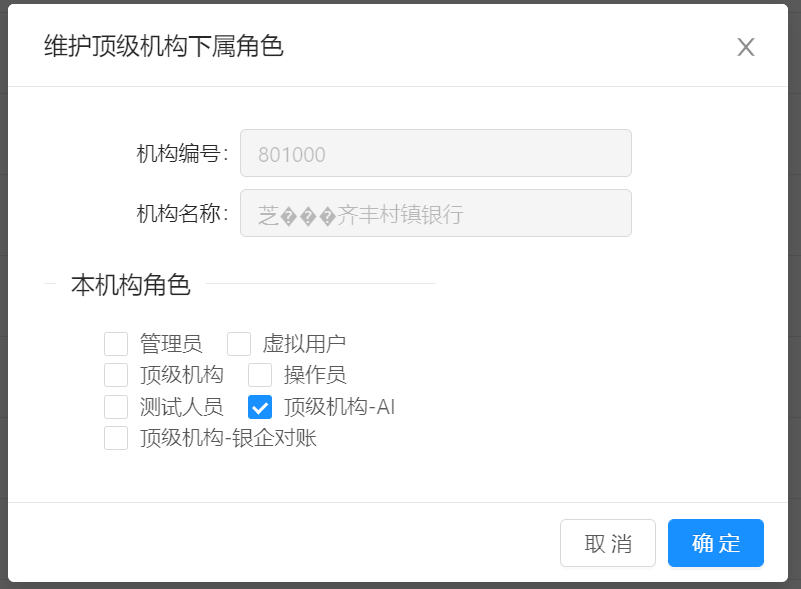 维护顶级机构下属角色
机构编号: 801000
机构名称: 芝���齐丰村镇银行
本机构角色
管理员 虚拟用户
顶级机构 操作员
测试人员 顶级机构-AI
顶级机构-银企对账
取消 确定